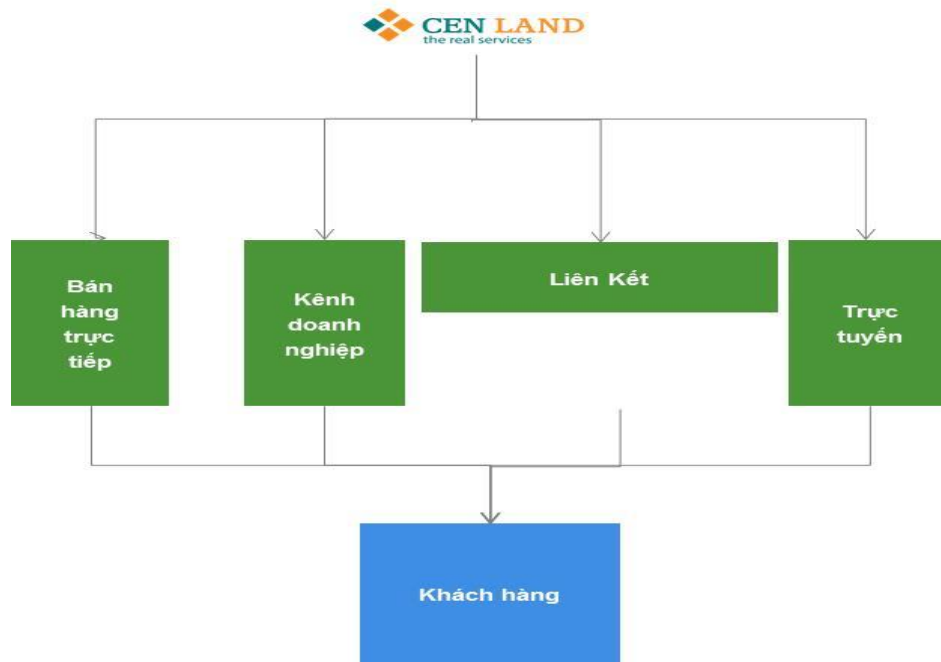 CEN LAND
the real services
Bán
hàng
trực
tiếp
Kênh
doanh
nghiệp
Liên Kết
Trực
tuyến
Khách hàng